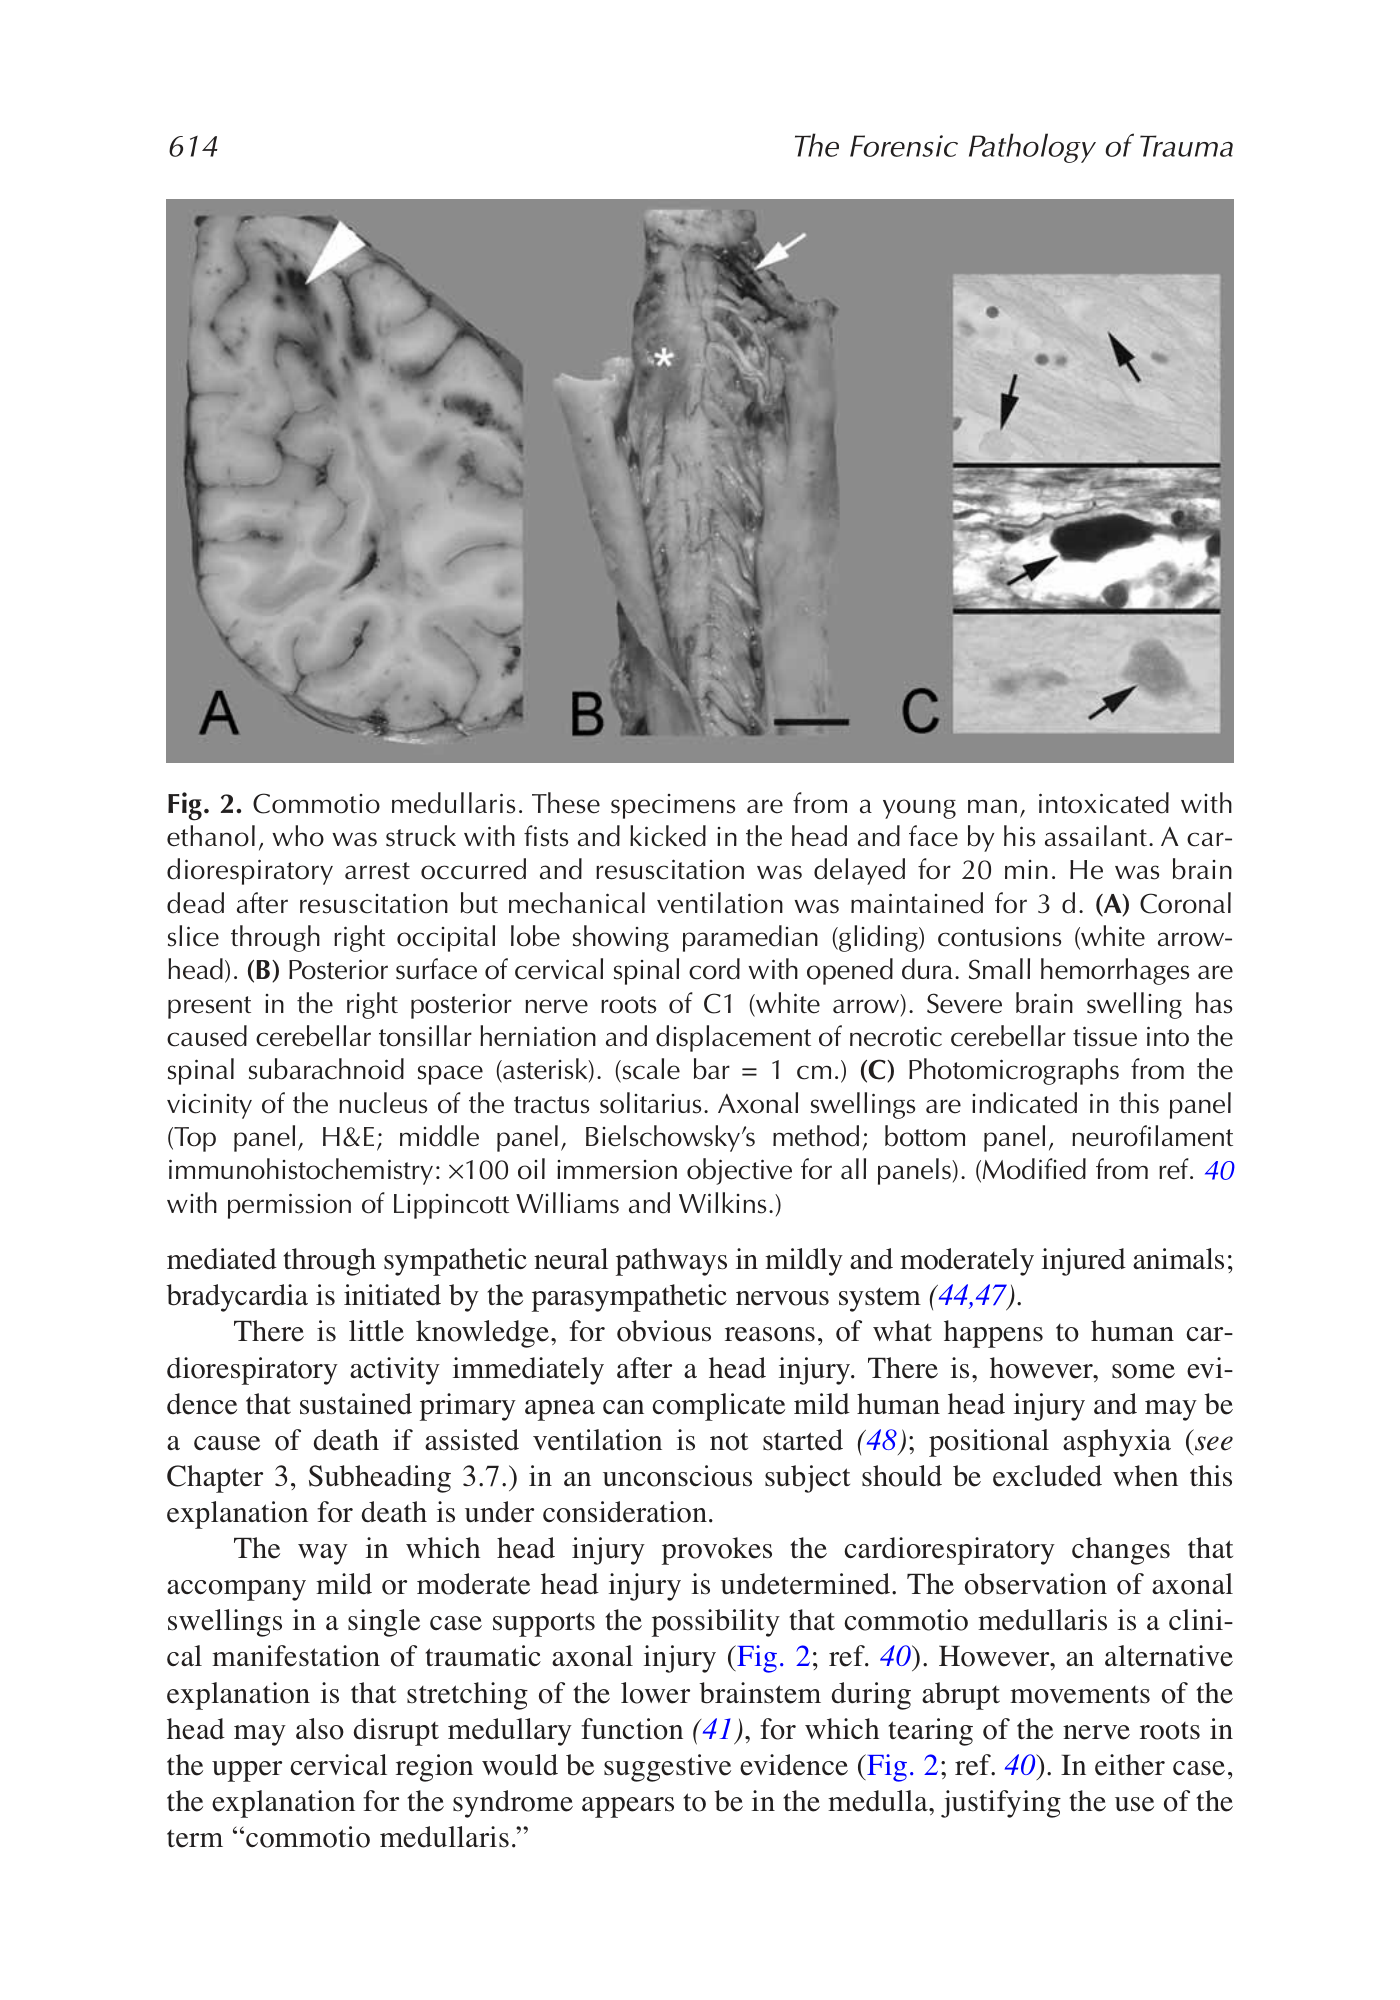 614
The Forensic Pathology of Trauma
*
A
B
C
Fig. 2. Commotio medullaris. These specimens are from a young man, intoxicated with
ethanol, who was struck with fists and kicked in the head and face by his assailant. A car-
diorespiratory arrest occurred and resuscitation was delayed for 20 min. He was brain
dead after resuscitation but mechanical ventilation was maintained for 3 d. (A) Coronal
slice through right occipital lobe showing paramedian (gliding) contusions (white arrow-
head). (B) Posterior surface of cervical spinal cord with opened dura. Small hemorrhages are
present in the right posterior nerve roots of C1 (white arrow). Severe brain swelling has
caused cerebellar tonsillar herniation and displacement of necrotic cerebellar tissue into the
spinal subarachnoid space (asterisk). (scale bar = 1 cm.) (C) Photomicrographs from the
vicinity of the nucleus of the tractus solitarius. Axonal swellings are indicated in this panel
(Top panel, H&E; middle panel, Bielschowsky’s method; bottom panel, neurofilament
immunohistochemistry: ×100 oil immersion objective for all panels). (Modified from ref. 40
with permission of Lippincott Williams and Wilkins.)
mediated through sympathetic neural pathways in mildly and moderately injured animals;
bradycardia is initiated by the parasympathetic nervous system (44,47).
There is little knowledge, for obvious reasons, of what happens to human car-
diorespiratory activity immediately after a head injury. There is, however, some evi-
dence that sustained primary apnea can complicate mild human head injury and may be
a cause of death if assisted ventilation is not started (48); positional asphyxia (see
Chapter 3, Subheading 3.7.) in an unconscious subject should be excluded when this
explanation for death is under consideration.
The way in which head injury provokes the cardiorespiratory changes that
accompany mild or moderate head injury is undetermined. The observation of axonal
swellings in a single case supports the possibility that commotio medullaris is a clini-
cal manifestation of traumatic axonal injury (Fig. 2; ref. 40). However, an alternative
explanation is that stretching of the lower brainstem during abrupt movements of the
head may also disrupt medullary function (41), for which tearing of the nerve roots in
the upper cervical region would be suggestive evidence (Fig. 2; ref. 40). In either case,
the explanation for the syndrome appears to be in the medulla, justifying the use of the
term “commotio medullaris.”